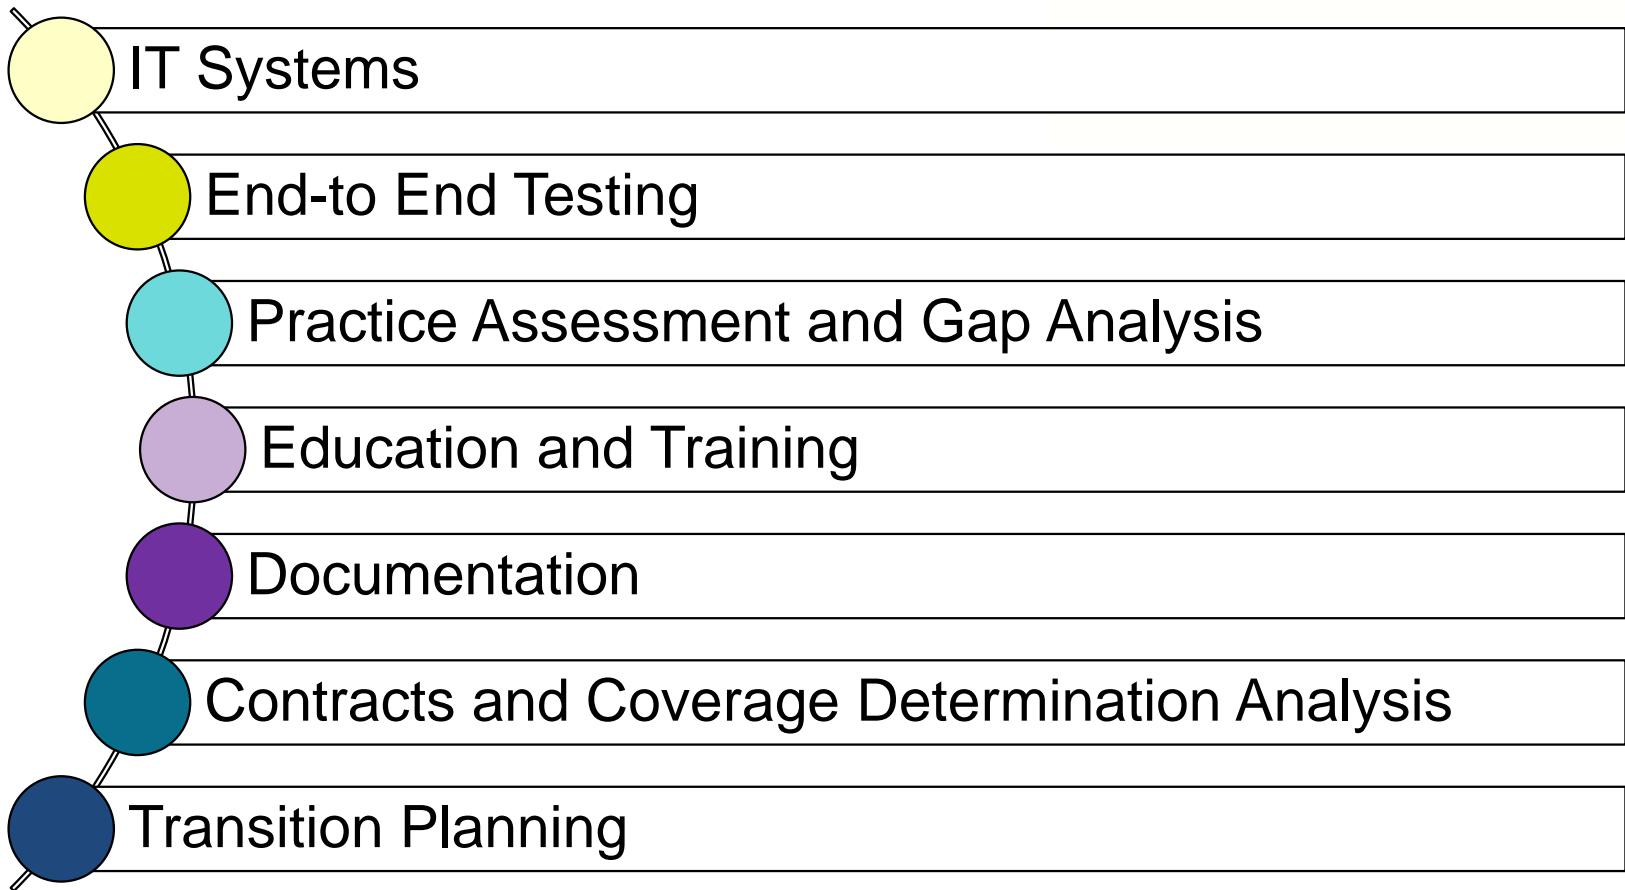 IT Systems
End-to End Testing
Practice Assessment and Gap Analysis
Education and Training
Documentation
Contracts and Coverage Determination Analysis
Transition Planning